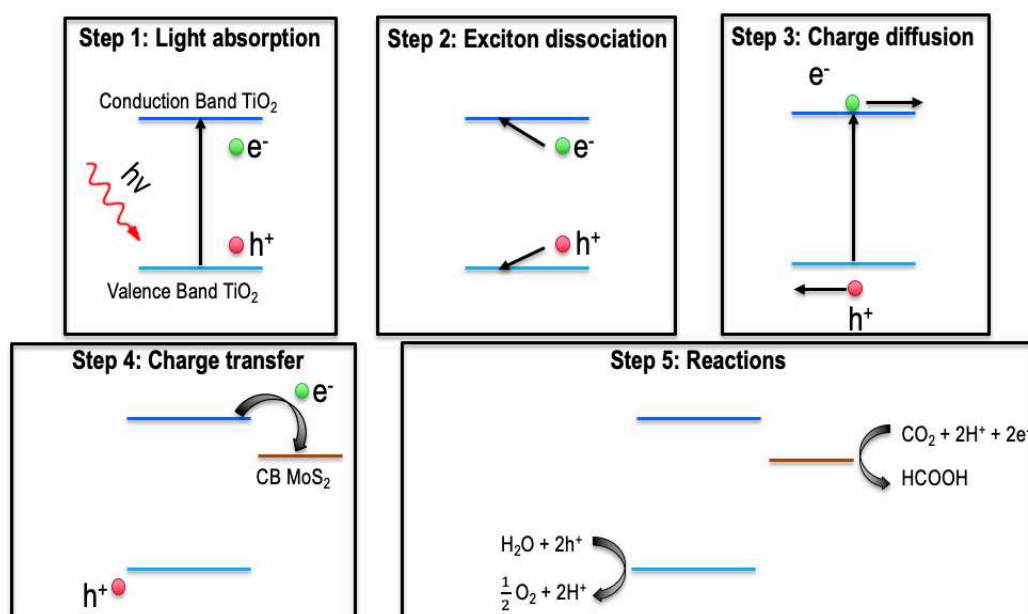 Step 1: Light absorption
Conduction Band TiO₂
e⁻
hν
h⁺
Valence Band TiO₂
Step 2: Exciton dissociation
e⁻
h⁺
Step 3: Charge diffusion
e⁻
h⁺
Step 4: Charge transfer
e⁻
CB MoS₂
h⁺
Step 5: Reactions
CO₂ + 2H⁺ + 2e⁻
HCOOH
H₂O + 2h⁺
½ O₂ + 2H⁺